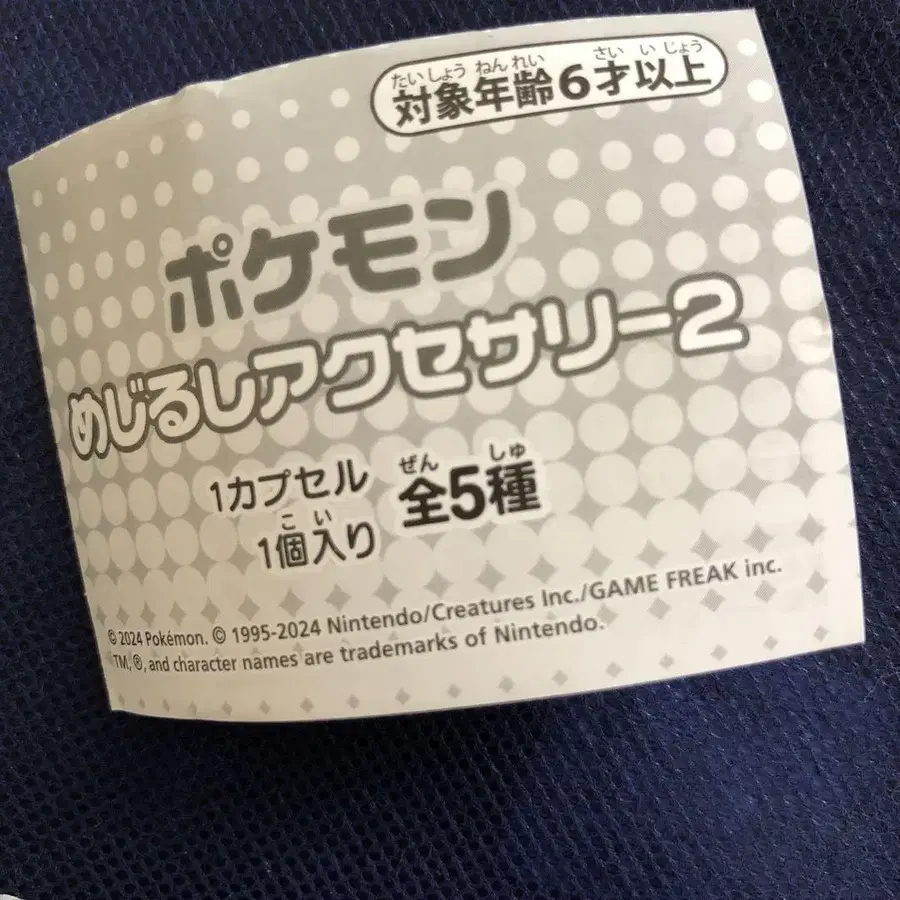 たいしょう ねんれい さい い じょう
対象年齢6才以上
ポケモン
めじるしアクセサリー2
1カプセル
こ い
1個入り
ぜん しゅ
全5種
© 2024 Pokémon. © 1995-2024 Nintendo/Creatures Inc./GAME FREAK inc.
TM, ®, and character names are trademarks of Nintendo.